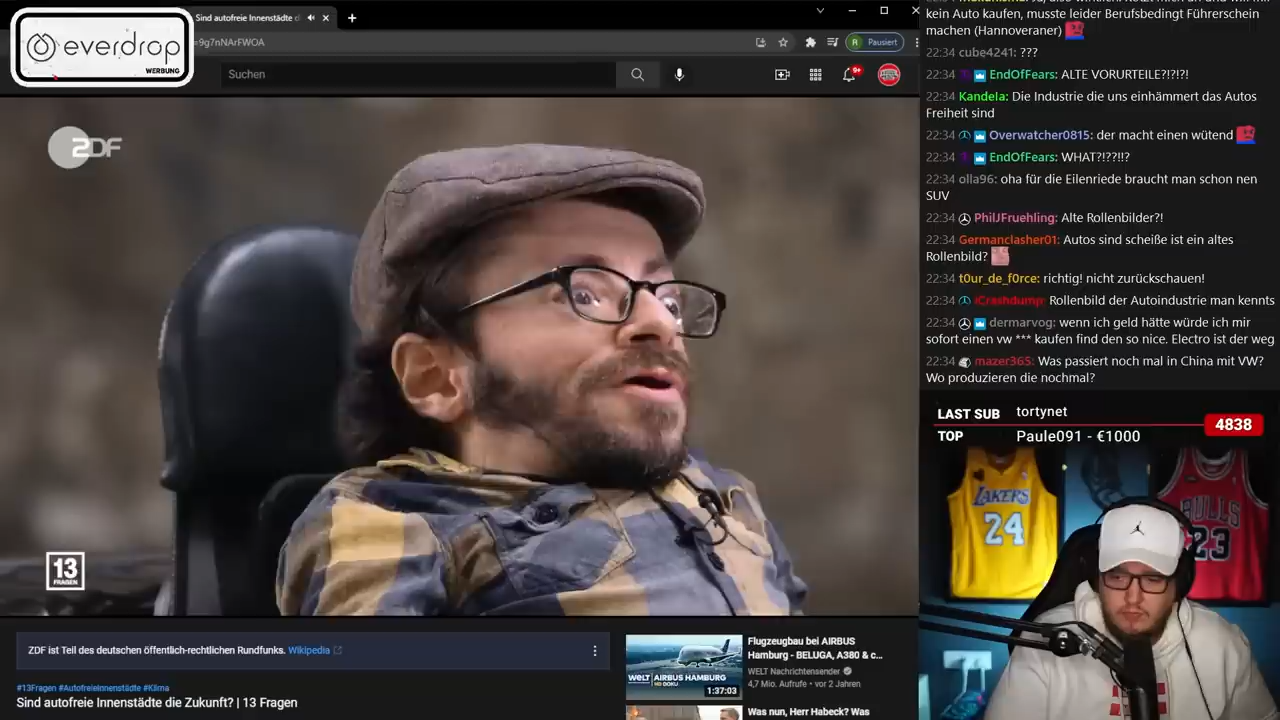 everdrop
WERBUNG
Sind autofreie Innenstädte d
=9g7nNArFWOA
R Pausiert
Suchen
9+
ZDF
13
FRAGEN
ZDF ist Teil des deutschen öffentlich-rechtlichen Rundfunks. Wikipedia
#13Fragen #AutofreieInnenstädte #Klima
Sind autofreie Innenstädte die Zukunft? | 13 Fragen
WELT AIRBUS HAMBURG
1:37:03
Flugzeugbau bei AIRBUS
Hamburg - BELUGA, A380 & c...
WELT Nachrichtensender
4,7 Mio. Aufrufe • vor 2 Jahren
Was nun, Herr Habeck? Was
kein Auto kaufen, musste leider Berufsbedingt Führerschein
machen (Hannoveraner)
22:34 cube4241: ???
22:34 EndOfFears: ALTE VORURTEILE?!?!?!
22:34 Kandela: Die Industrie die uns einhämmert das Autos
Freiheit sind
22:34 Overwatcher0815: der macht einen wütend
22:34 EndOfFears: WHAT?!??!!?
22:34 olla96: oha für die Eilenriede braucht man schon nen
SUV
22:34 PhilJFruehling: Alte Rollenbilder?!
22:34 Germanclasher01: Autos sind scheiße ist ein altes
Rollenbild?
22:34 t0ur_de_f0rce: richtig! nicht zurückschauen!
22:34 iCrashdump: Rollenbild der Autoindustrie man kennts
22:34 dermarvog: wenn ich geld hätte würde ich mir
sofort einen vw *** kaufen find den so nice. Electro ist der weg
22:34 mazer365: Was passiert noch mal in China mit VW?
Wo produzieren die nochmal?
LAST SUB tortynet
4838
TOP Paule091 - €1000
LAKERS
24
BULLS
23